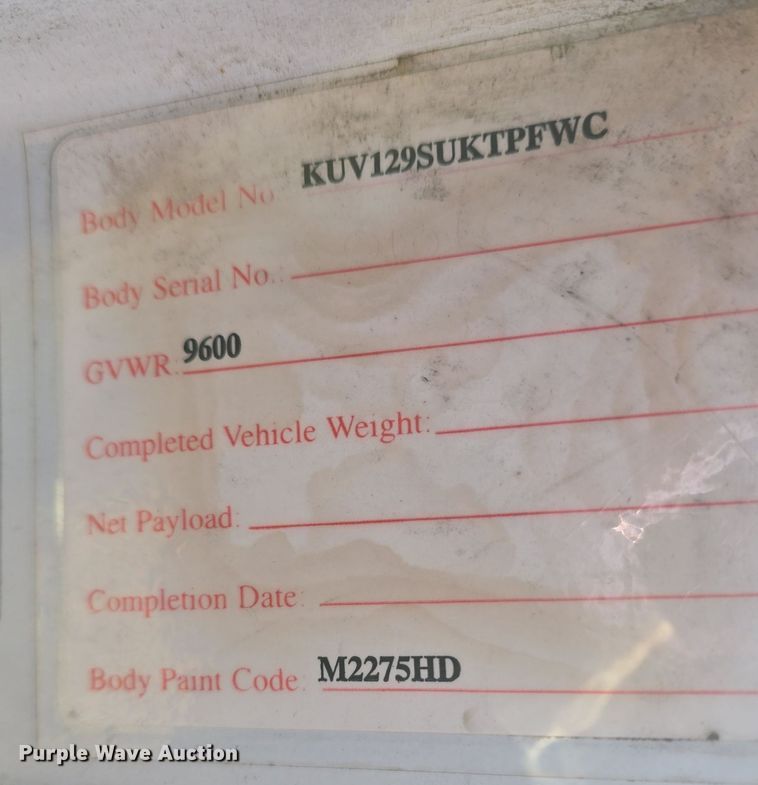 Body Model No KUV129SUKTPFWC
Body Serial No.:
GVWR: 9600
Completed Vehicle Weight:
Net Payload:
Completion Date:
Body Paint Code: M2275HD
Purple Wave Auction